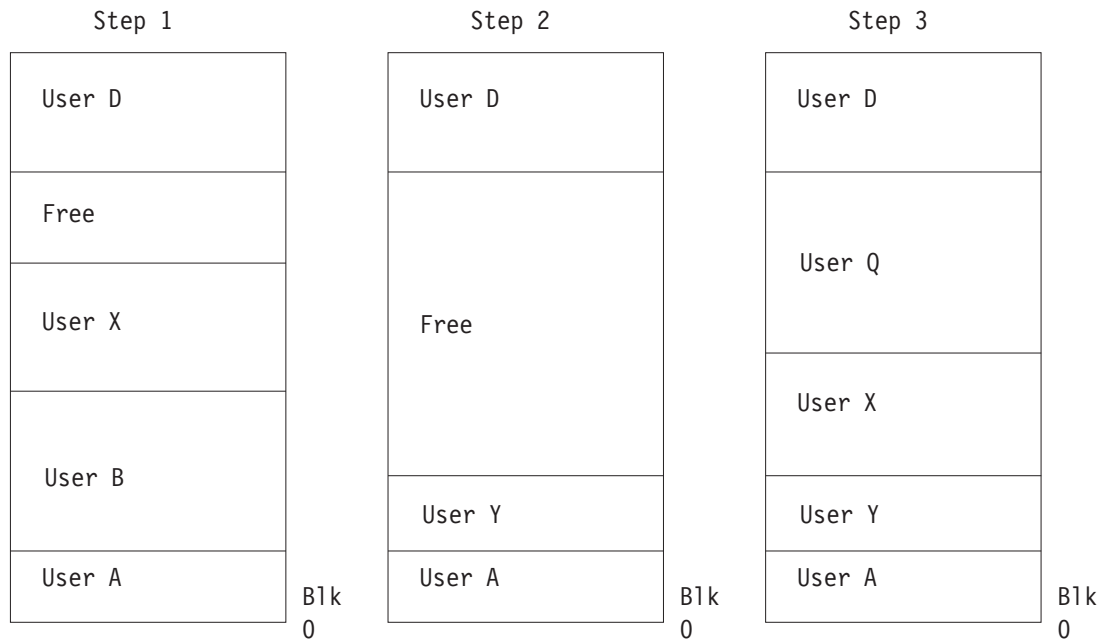 Step 1
User D
Free
User X
User B
User A
Blk
0
Step 2
User D
Free
User Y
User A
Blk
0
Step 3
User D
User Q
User X
User Y
User A
Blk
0